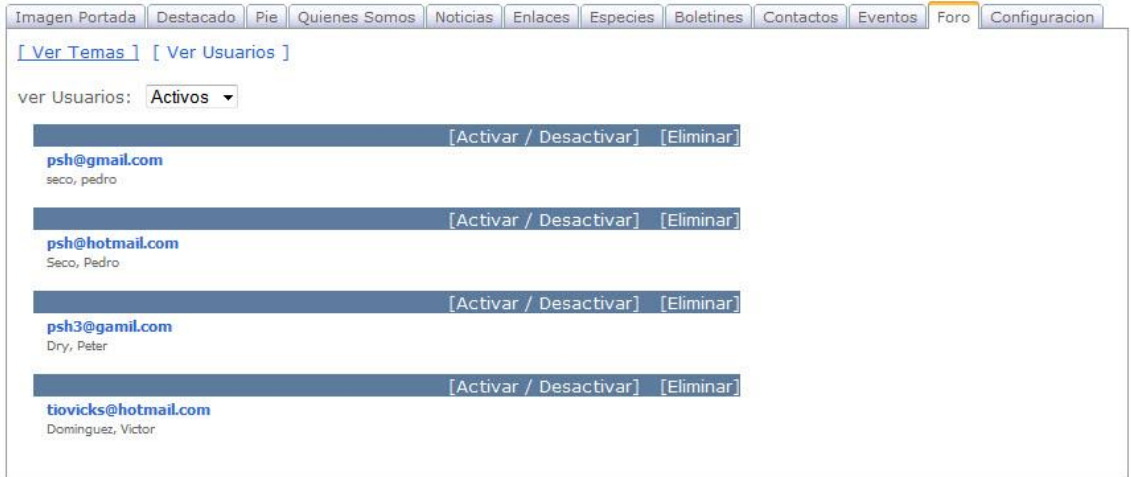 Imagen Portada Destacado Pie Quienes Somos Noticias Enlaces Especies Boletines Contactos Eventos Foro Configuracion
[ Ver Temas ] [ Ver Usuarios ]
ver Usuarios: Activos
[Activar / Desactivar] [Eliminar]
psh@gmail.com
seco, pedro
[Activar / Desactivar] [Eliminar]
psh@hotmail.com
Seco, Pedro
[Activar / Desactivar] [Eliminar]
psh3@gamil.com
Dry, Peter
[Activar / Desactivar] [Eliminar]
tiovicks@hotmail.com
Dominguez, Victor